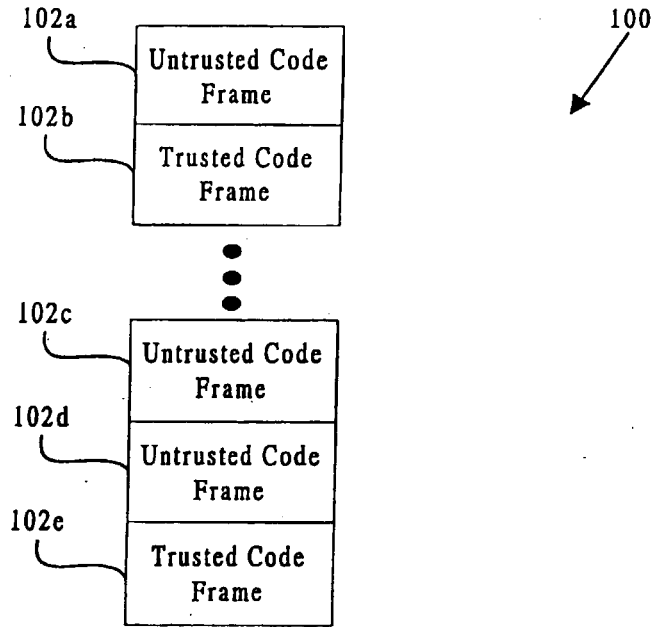 102a
100
Untrusted Code
Frame
102b
Trusted Code
Frame
102c
Untrusted Code
Frame
102d
Untrusted Code
Frame
102e
Trusted Code
Frame